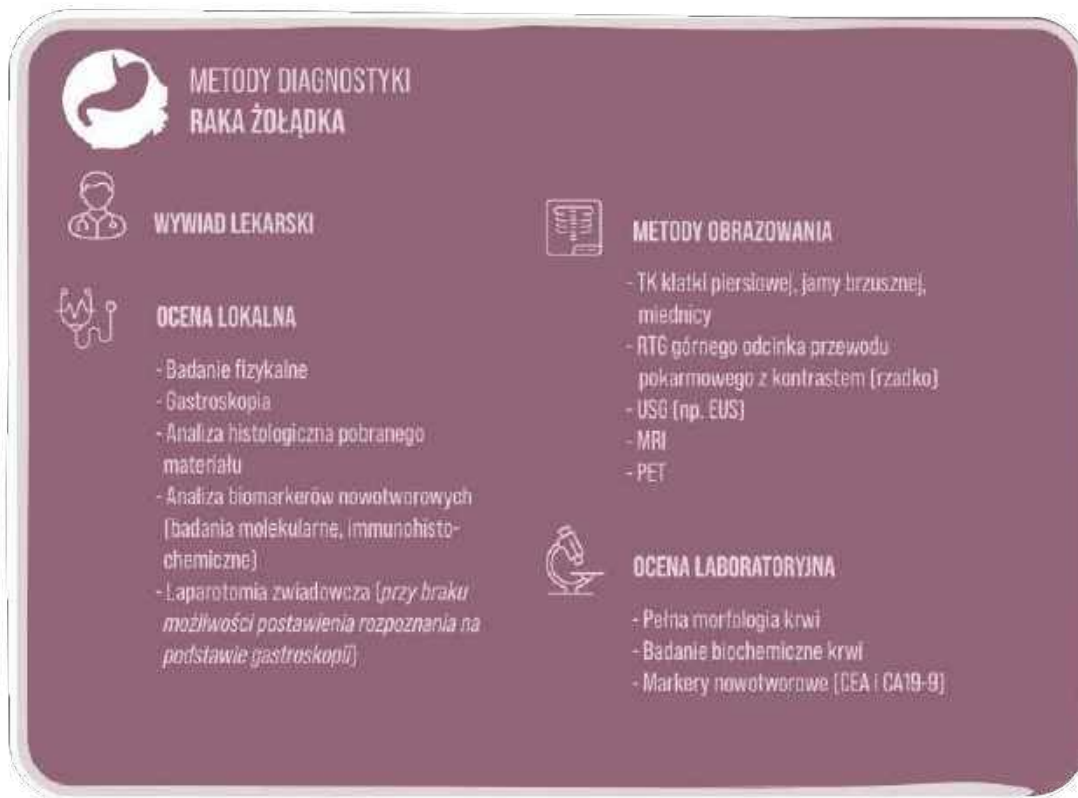 METODY DIAGNOSTYKI
RAKA ŻOŁĄDKA
WYWIAD LEKARSKI
OCENA LOKALNA
- Badanie fizykalne
- Gastroskopia
- Analiza histologiczna pobranego
materiału
- Analiza biomarkerów nowotworowych
(badania molekularne, immunohisto-
chemiczne)
- Laparotomia zwiadowcza (przy braku
możliwości postawienia rozpoznania na
podstawie gastroskopii)
METODY OBRAZOWANIA
- TK klatki piersiowej, jamy brzusznej,
miednicy
- RTG górnego odcinka przewodu
pokarmowego z kontrastem (rzadko)
- USG (np. EUS)
- MRI
- PET
OCENA LABORATORYJNA
- Pełna morfologia krwi
- Badanie biochemiczne krwi
- Markery nowotworowe (CEA i CA19-9)